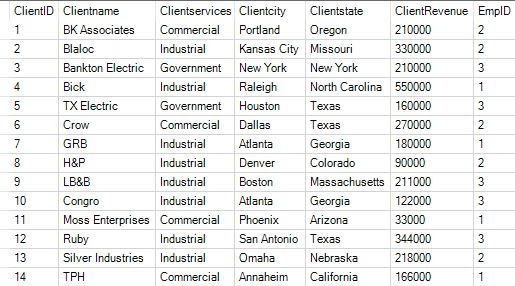 ClientID Clientname Clientservices Clientcity Clientstate ClientRevenue EmpID
1 BK Associates Commercial Portland Oregon 210000 2
2 Blaloc Industrial Kansas City Missouri 330000 2
3 Bankton Electric Government New York New York 210000 3
4 Bick Industrial Raleigh North Carolina 550000 1
5 TX Electric Government Houston Texas 160000 3
6 Crow Commercial Dallas Texas 270000 2
7 GRB Industrial Atlanta Georgia 180000 1
8 H&P Industrial Denver Colorado 90000 2
9 LB&B Industrial Boston Massachusetts 211000 3
10 Congro Industrial Atlanta Georgia 122000 3
11 Moss Enterprises Commercial Phoenix Arizona 33000 1
12 Ruby Industrial San Antonio Texas 344000 3
13 Silver Industries Industrial Omaha Nebraska 218000 2
14 TPH Commercial Annaheim California 166000 1